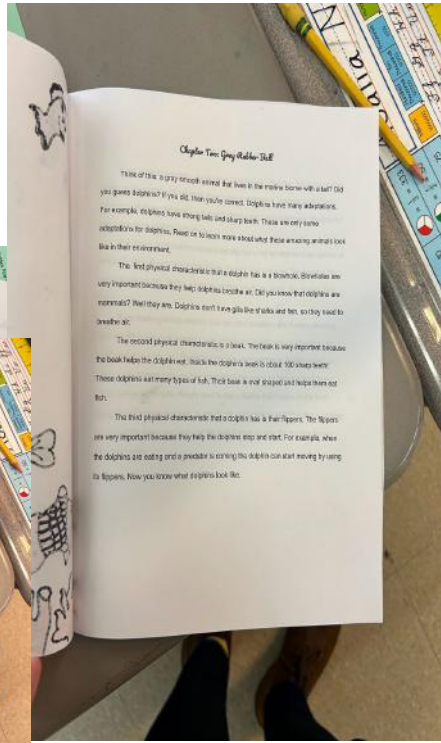 Chapter Two: Gray Rubber Ball
Think of this: a gray smooth animal that lives in the marine biome with a tail? Did
you guess dolphins? If you did, then you're correct. Dolphins have many adaptations.
For example, dolphins have strong tails and sharp teeth. These are only some
adaptations for dolphins. Read on to learn more about what these amazing animals look
like in their environment.
The first physical characteristic that a dolphin has is a blowhole. Blowholes are
very important because they help dolphins breathe air. Did you know that dolphins are
mammals? Well they are. Dolphins don't have gills like sharks and fish, so they need to
breathe air.
The second physical characteristic is a beak. The beak is very important because
the beak helps the dolphin eat. Inside the dolphin's beak is about 100 sharp teeth!
These dolphins eat many types of fish. Their beak is oval shaped and helps them eat
fish.
The third physical characteristic that a dolphin has is their flippers. The flippers
are very important because they help the dolphins stop and start. For example, when
the dolphins are eating and a predator is coming the dolphin can start moving by using
its flippers. Now you know what dolphins look like.